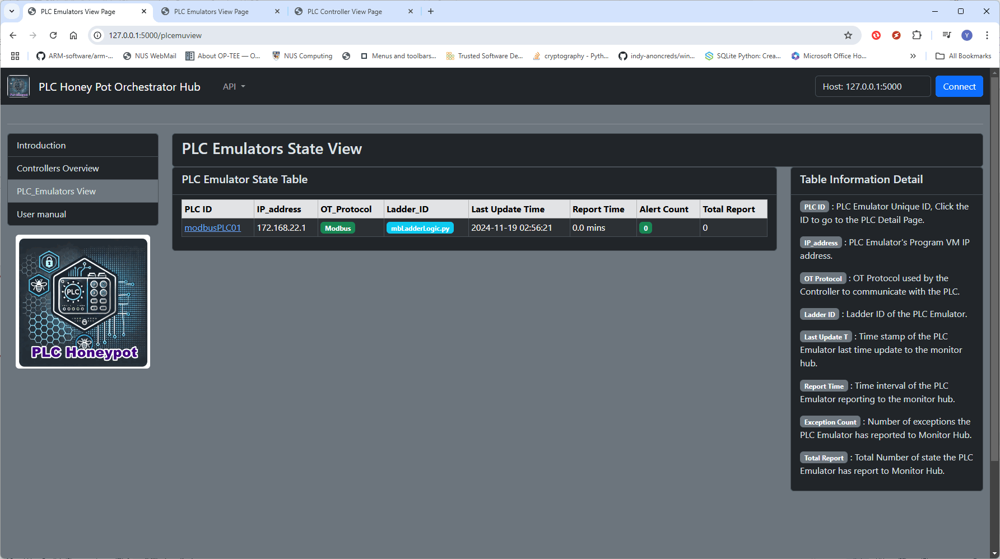 PLC Emulators View Page
PLC Emulators View Page
PLC Controller View Page
127.0.0.1:5000/plcemuview
ARM-software/arm-...
NUS WebMail
About OP-TEE — O...
NUS Computing
Menus and toolbars...
Trusted Software De...
cryptography - Pyth...
indy-anoncreds/win...
SQLite Python: Crea...
Microsoft Office Ho...
All Bookmarks
Y
PLC Honey Pot Orchestrator Hub
API
Host: 127.0.0.1:5000
Connect
Introduction
Controllers Overview
PLC_Emulators View
User manual
PLC
PLC Honeypot
PLC Emulators State View
PLC Emulator State Table
PLC ID IP_address OT_Protocol Ladder_ID Last Update Time Report Time Alert Count Total Report
modbusPLC01 172.168.22.1 Modbus mbLadderLogic.py 2024-11-19 02:56:21 0.0 mins 0 0
Table Information Detail
PLC ID : PLC Emulator Unique ID, Click the
ID to go to the PLC Detail Page.
IP_address : PLC Emulator's Program VM IP
address.
OT Protocol : OT Protocol used by the
Controller to communicate with the PLC.
Ladder ID : Ladder ID of the PLC Emulator.
Last Update T : Time stamp of the PLC
Emulator last time update to the monitor
hub.
Report Time : Time interval of the PLC
Emulator reporting to the monitor hub.
Exception Count : Number of exceptions the
PLC Emulator has reported to Monitor Hub.
Total Report : Total Number of state the PLC
Emulator has report to Monitor Hub.